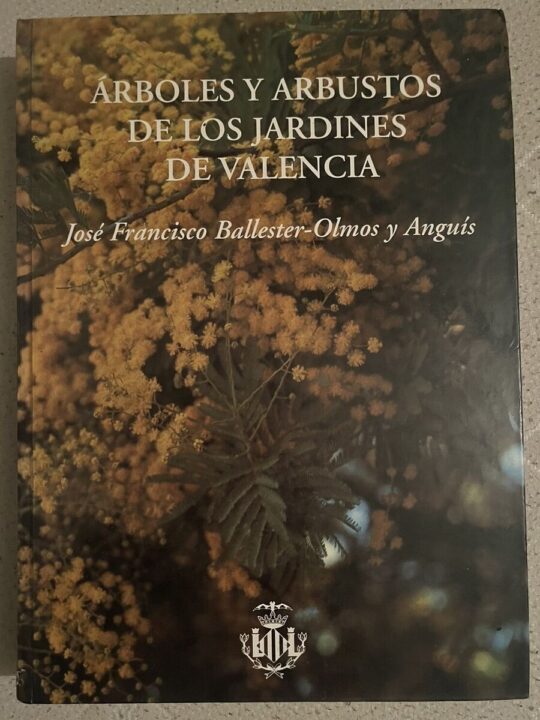 ÁRBOLES Y ARBUSTOS
DE LOS JARDINES
DE VALENCIA
José Francisco Ballester-Olmos y Anguís